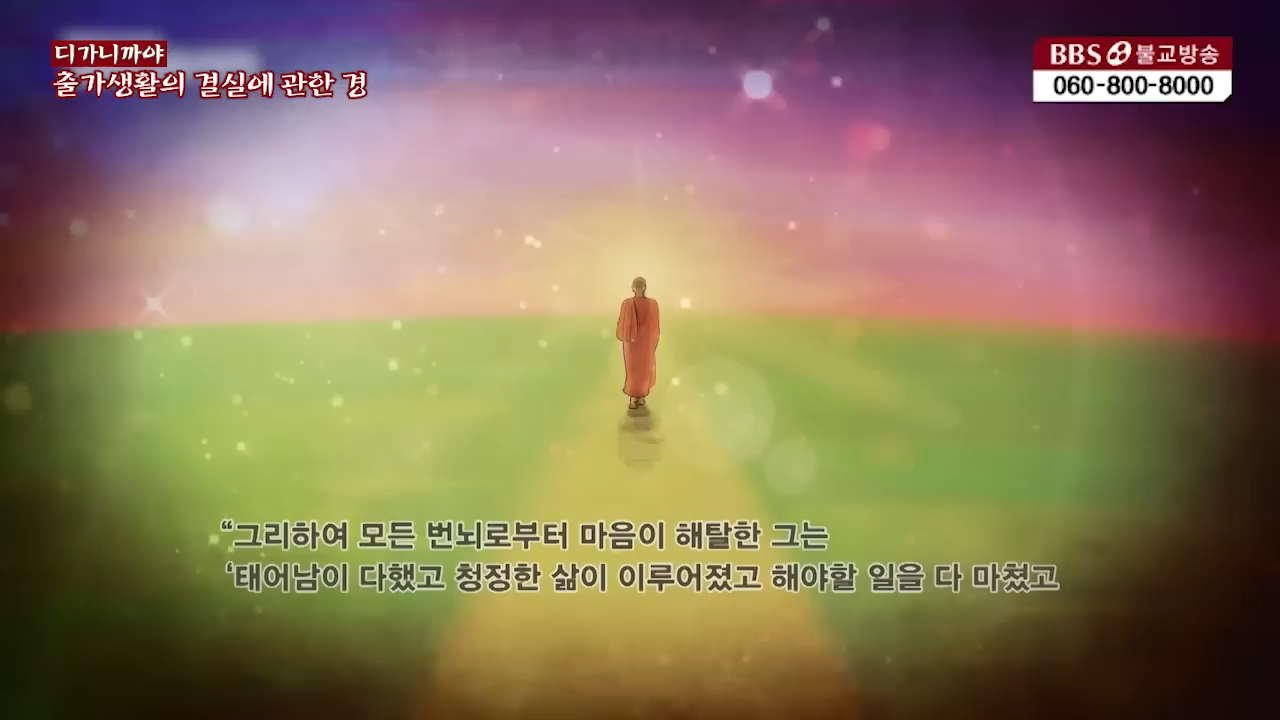 디가니까야
출가생활의 결실에 관한 경
BBS 불교방송
060-800-8000
“그리하여 모든 번뇌로부터 마음이 해탈한 그는
‘태어남이 다했고 청정한 삶이 이루어졌고 해야할 일을 다 마쳤고